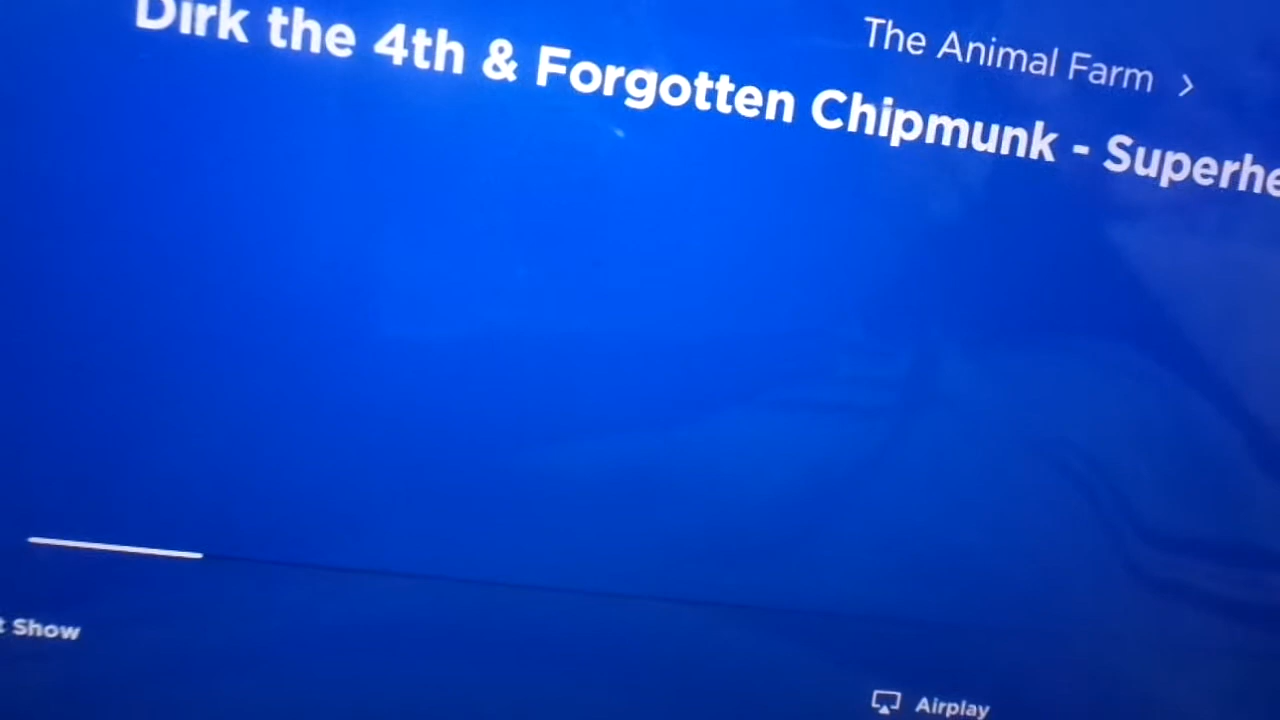 The Animal Farm >
Dirk the 4th & Forgotten Chipmunk - Superhe
t Show
Airplay